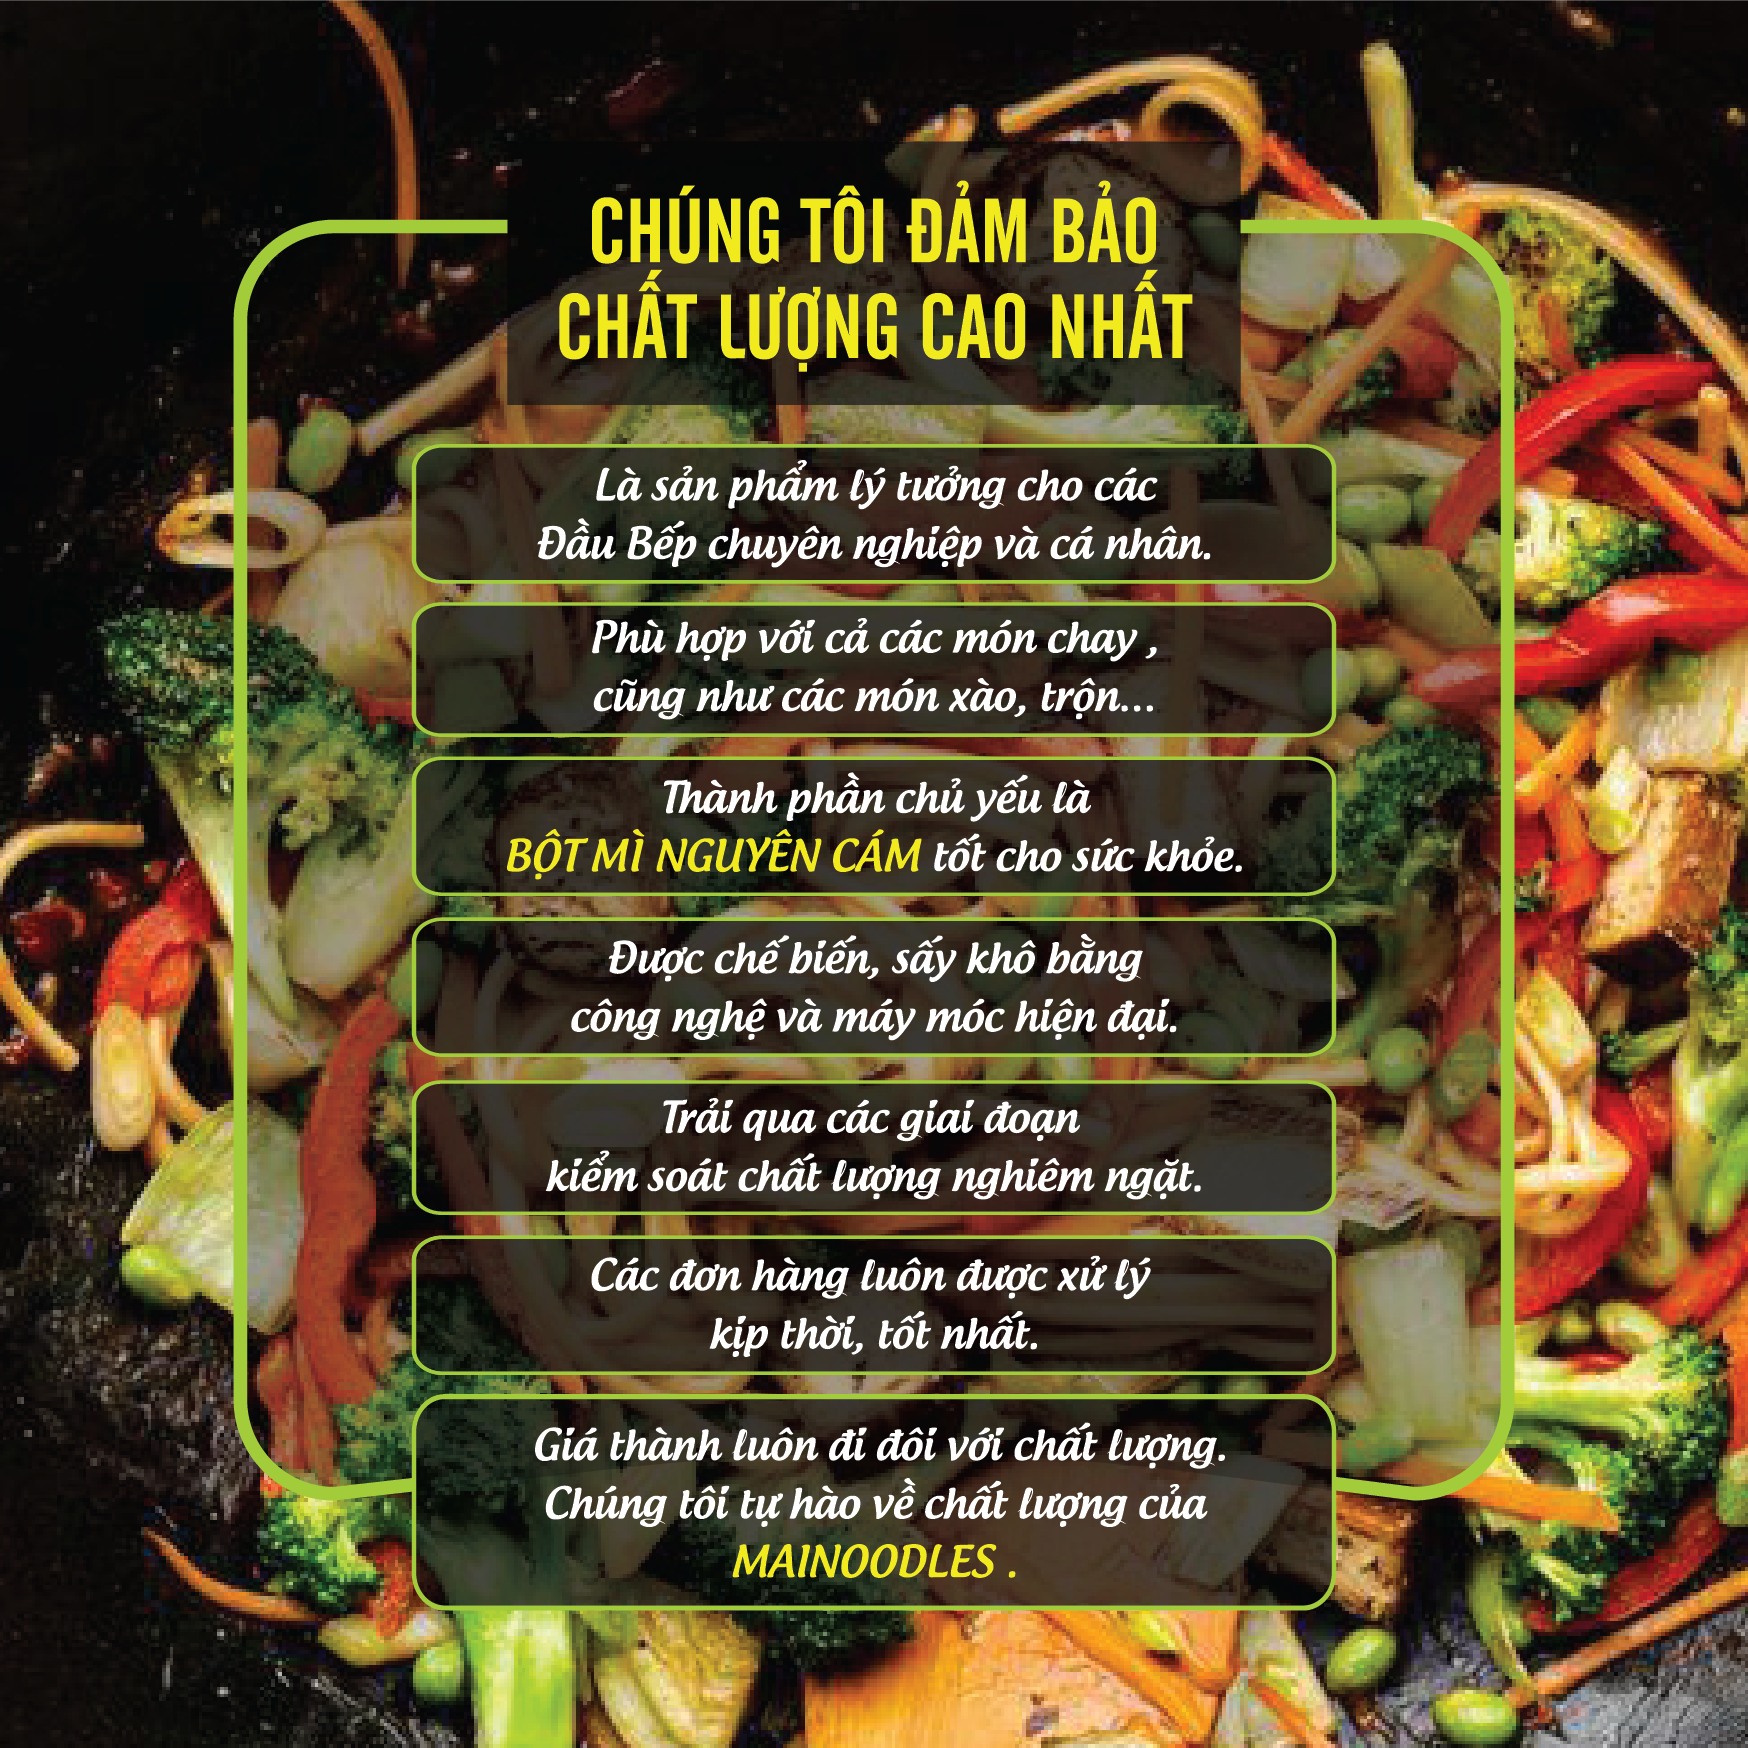 CHÚNG TÔI ĐẢM BẢO
CHẤT LƯỢNG CAO NHẤT
Là sản phẩm lý tưởng cho các
Đầu Bếp chuyên nghiệp và cá nhân.
Phù hợp với cả các món chay ,
cũng như các món xào, trộn...
Thành phần chủ yếu là
BỘT MÌ NGUYÊN CÁM tốt cho sức khỏe.
Được chế biến, sấy khô bằng
công nghệ và máy móc hiện đại.
Trải qua các giai đoạn
kiểm soát chất lượng nghiêm ngặt.
Các đơn hàng luôn được xử lý
kịp thời, tốt nhất.
Giá thành luôn đi đôi với chất lượng.
Chúng tôi tự hào về chất lượng của
MAINOODLES .